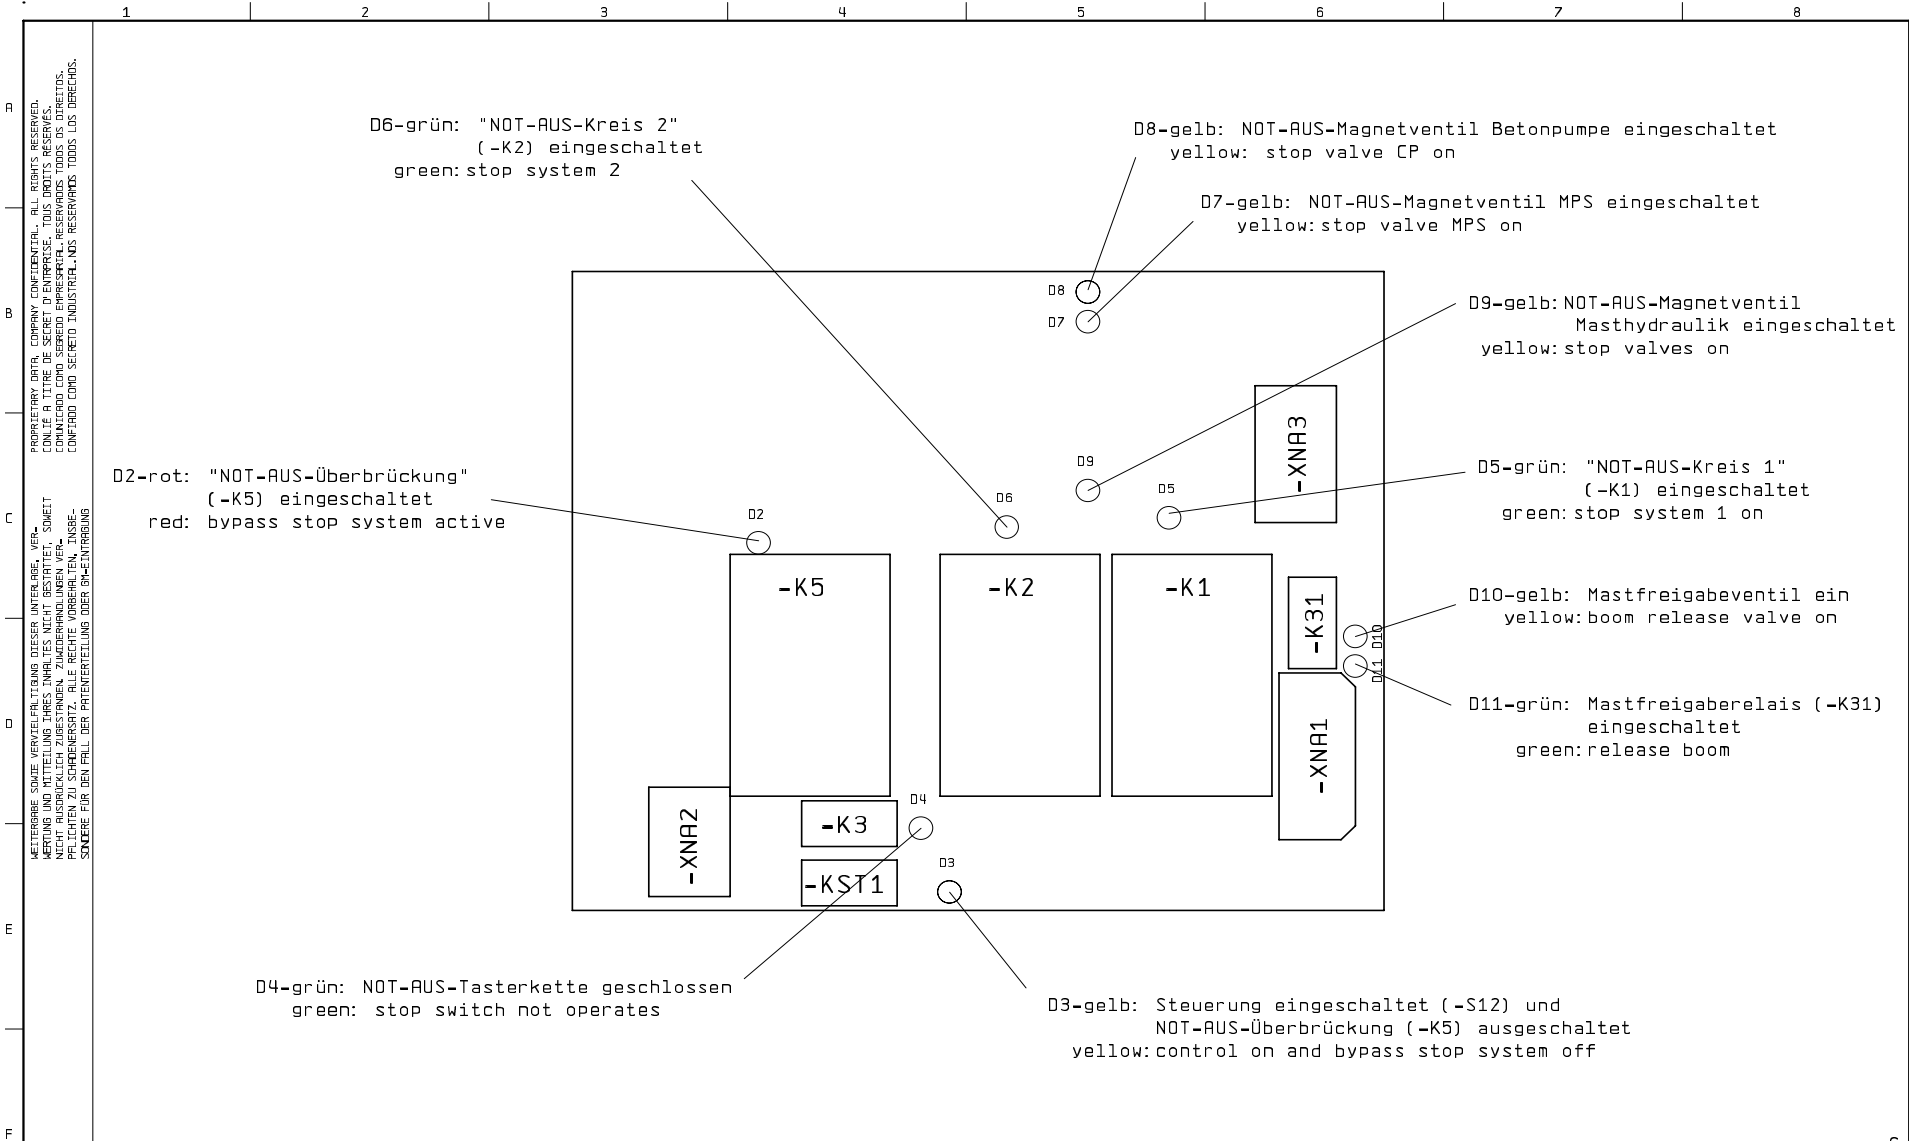 1 2 3 4 5 6 7 8
A
B
C
D
E
F
PROPRIETARY DATA, COMPANY CONFIDENTIAL. ALL RIGHTS RESERVED.
CONLIÉ A TITRE DE SECRET D'ENTRPRISE. TOUS DROITS RÉSERVÉS.
COMUNICADO COMO SEGREDO EMPRESARIAL.RESERVADOS TODOS OS DIREITOS.
CONFIADO COMO SECRETO INDUSTRIAL.NOS RESERVAMOS TODOS LOS DERECHOS.
WEITERGABE SOWIE VERVIELFÄLTIGUNG DIESER UNTERLAGE, VER-
WERTUNG UND MITTEILUNG IHRES INHALTES NICHT GESTATTET, SOWEIT
NICHT AUSDRÜCKLICH ZUGESTANDEN. ZUWIDERHANDLUNGEN VER-
PFLICHTEN ZU SCHADENERSATZ. ALLE RECHTE VORBEHALTEN, INSBE-
SONDERE FÜR DEN FALL DER PATENTERTEILUNG ODER GM-EINTRAGUNG
D6-grün: "NOT-AUS-Kreis 2"
(-K2) eingeschaltet
green: stop system 2
D8-gelb: NOT-AUS-Magnetventil Betonpumpe eingeschaltet
yellow: stop valve CP on
D7-gelb: NOT-AUS-Magnetventil MPS eingeschaltet
yellow: stop valve MPS on
D8
D7
D9-gelb: NOT-AUS-Magnetventil
Masthydraulik eingeschaltet
yellow: stop valves on
-XNA3
D2-rot: "NOT-AUS-Überbrückung"
(-K5) eingeschaltet
red: bypass stop system active
D9
D6
D5
D2
D5-grün: "NOT-AUS-Kreis 1"
(-K1) eingeschaltet
green: stop system 1 on
-K5
-K2
-K1
-K31
D10
D11
D10-gelb: Mastfreigabeventil ein
yellow: boom release valve on
D11-grün: Mastfreigaberelais (-K31)
eingeschaltet
green: release boom
-XNA1
-XNA2
-K3
D4
-KST1
D3
D4-grün: NOT-AUS-Tasterkette geschlossen
green: stop switch not operates
D3-gelb: Steuerung eingeschaltet (-S12) und
NOT-AUS-Überbrückung (-K5) ausgeschaltet
yellow: control on and bypass stop system off